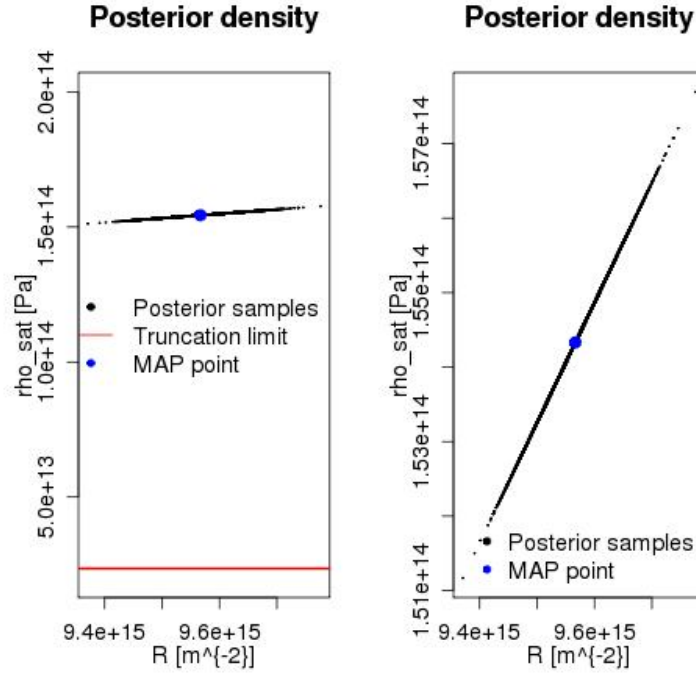 Posterior density
rho_sat [Pa]
2.0e+14
1.5e+14
1.0e+14
5.0e+13
Posterior samples
Truncation limit
MAP point
9.4e+15
9.6e+15
R [m^{-2}]
Posterior density
rho_sat [Pa]
1.57e+14
1.55e+14
1.53e+14
1.51e+14
Posterior samples
MAP point
9.4e+15
9.6e+15
R [m^{-2}]